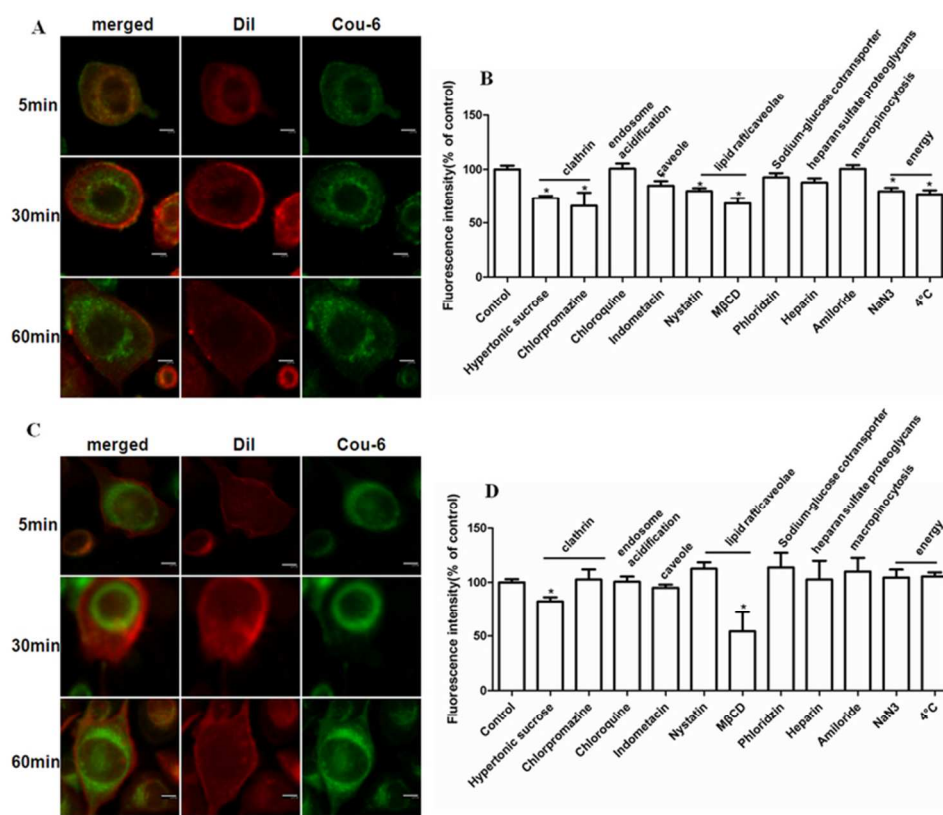 A
merged
DiI
Cou-6
5min
30min
60min
B
Fluorescence intensity(% of control)
150
100
50
0
clathrin
endosome
acidification
caveole
lipid raft/caveolae
Sodium-glucose cotransporter
heparan sulfate proteoglycans
macropinocytosis
energy
*
*
*
*
*
*
Control
Hypertonic sucrose
Chlorpromazine
Chloroquine
Indometacin
Nystatin
MβCD
Phloridzin
Heparin
Amiloride
NaN3
4°C
C
merged
DiI
Cou-6
5min
30min
60min
D
Fluorescence intensity(% of control)
150
100
50
0
clathrin
endosome
acidification
caveole
lipid raft/caveolae
Sodium-glucose cotransporter
heparan sulfate proteoglycans
macropinocytosis
energy
*
*
Control
Hypertonic sucrose
Chlorpromazine
Chloroquine
Indometacin
Nystatin
MβCD
Phloridzin
Heparin
Amiloride
NaN3
4°C